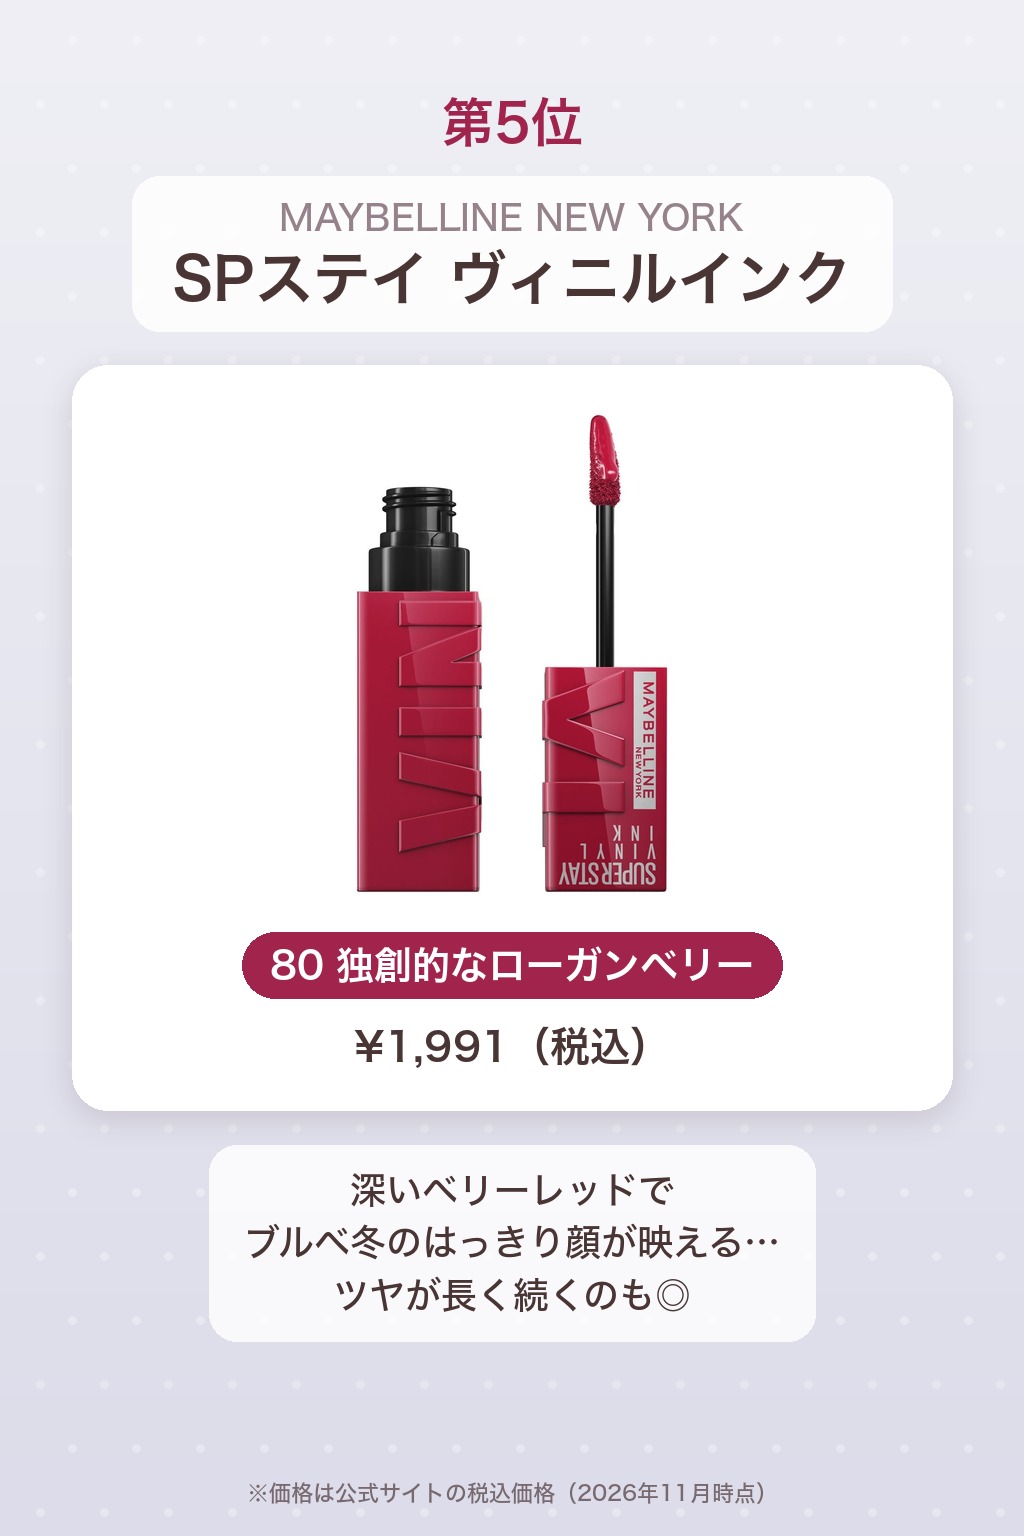 第5位
MAYBELLINE NEW YORK
SPステイ ヴィニルインク
VINYL
MAYBELLINE
NEW YORK
SUPERSTAY
VINYL
INK
80 独創的なローガンベリー
¥1,991（税込）
深いベリーレッドで
ブルベ冬のはっきり顔が映える…
ツヤが長く続くのも◎
※価格は公式サイトの税込価格（2026年11月時点）